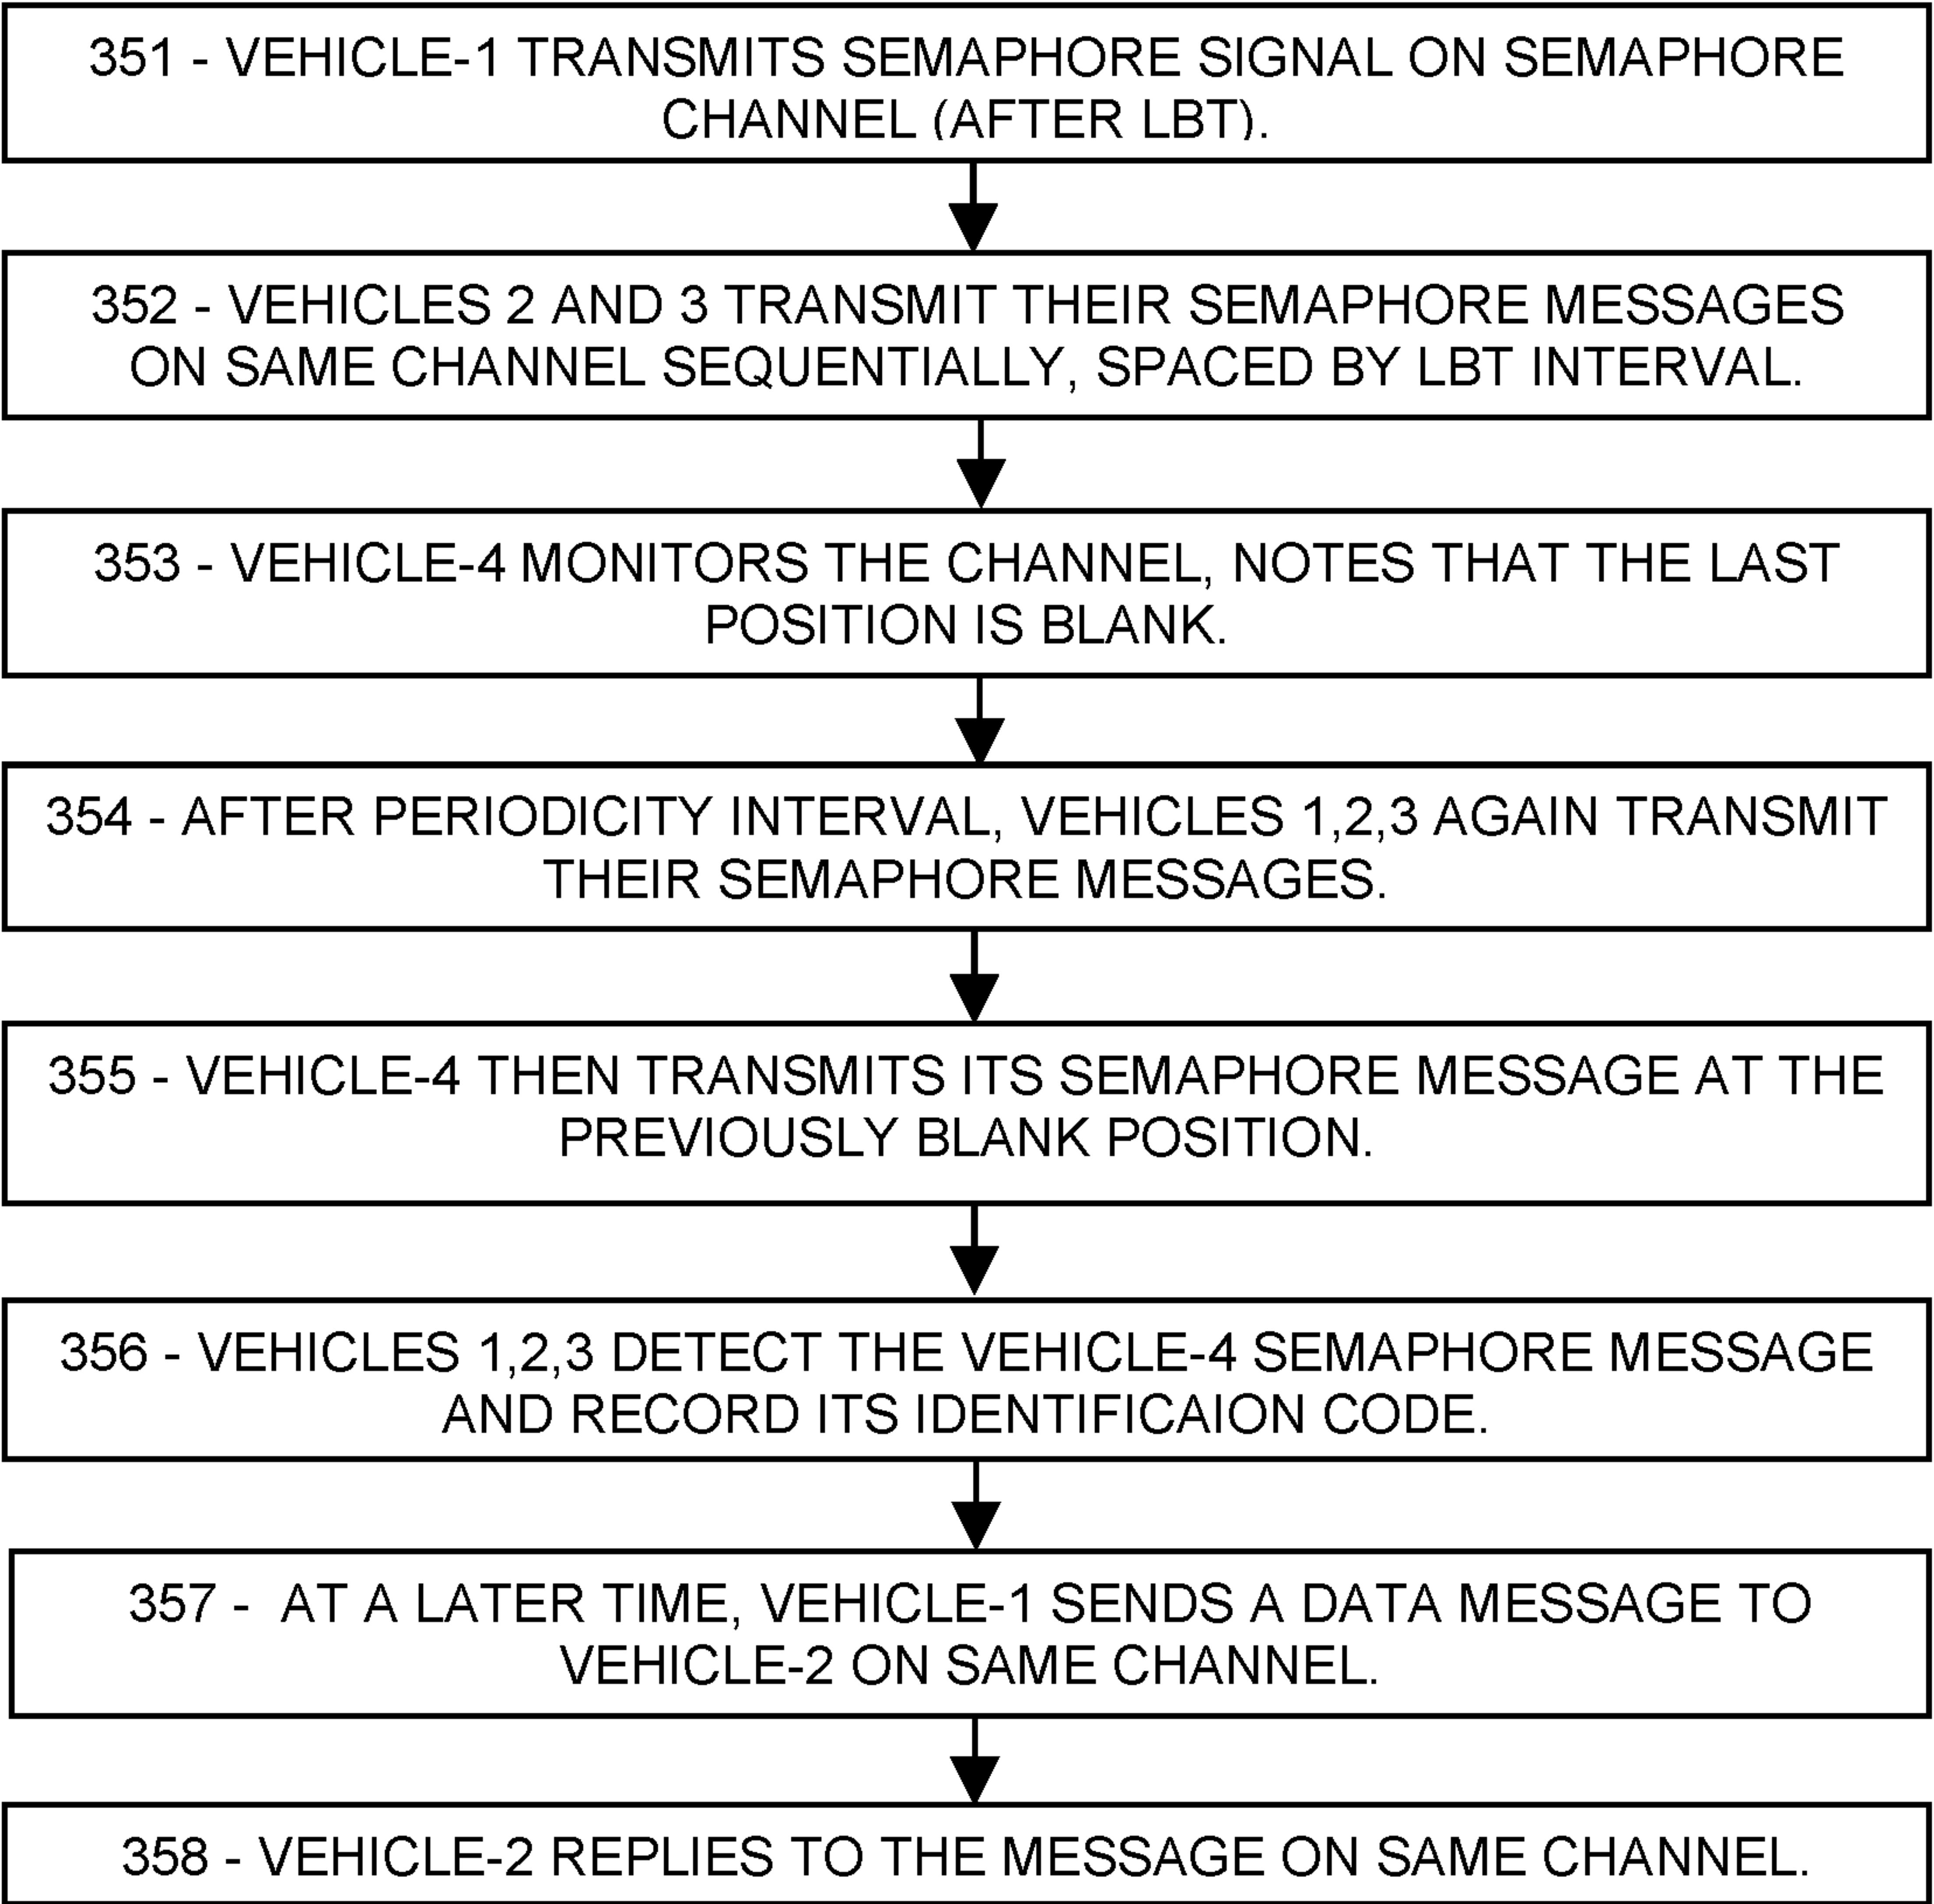 351 - VEHICLE-1 TRANSMITS SEMAPHORE SIGNAL ON SEMAPHORE
CHANNEL (AFTER LBT).
352 - VEHICLES 2 AND 3 TRANSMIT THEIR SEMAPHORE MESSAGES
ON SAME CHANNEL SEQUENTIALLY, SPACED BY LBT INTERVAL.
353 - VEHICLE-4 MONITORS THE CHANNEL, NOTES THAT THE LAST
POSITION IS BLANK.
354 - AFTER PERIODICITY INTERVAL, VEHICLES 1,2,3 AGAIN TRANSMIT
THEIR SEMAPHORE MESSAGES.
355 - VEHICLE-4 THEN TRANSMITS ITS SEMAPHORE MESSAGE AT THE
PREVIOUSLY BLANK POSITION.
356 - VEHICLES 1,2,3 DETECT THE VEHICLE-4 SEMAPHORE MESSAGE
AND RECORD ITS IDENTIFICAION CODE.
357 - AT A LATER TIME, VEHICLE-1 SENDS A DATA MESSAGE TO
VEHICLE-2 ON SAME CHANNEL.
358 - VEHICLE-2 REPLIES TO THE MESSAGE ON SAME CHANNEL.